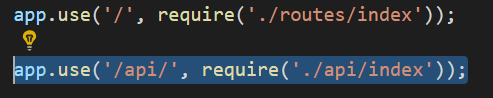 app.use('/', require('./routes/index'));
app.use('/api/', require('./api/index'));